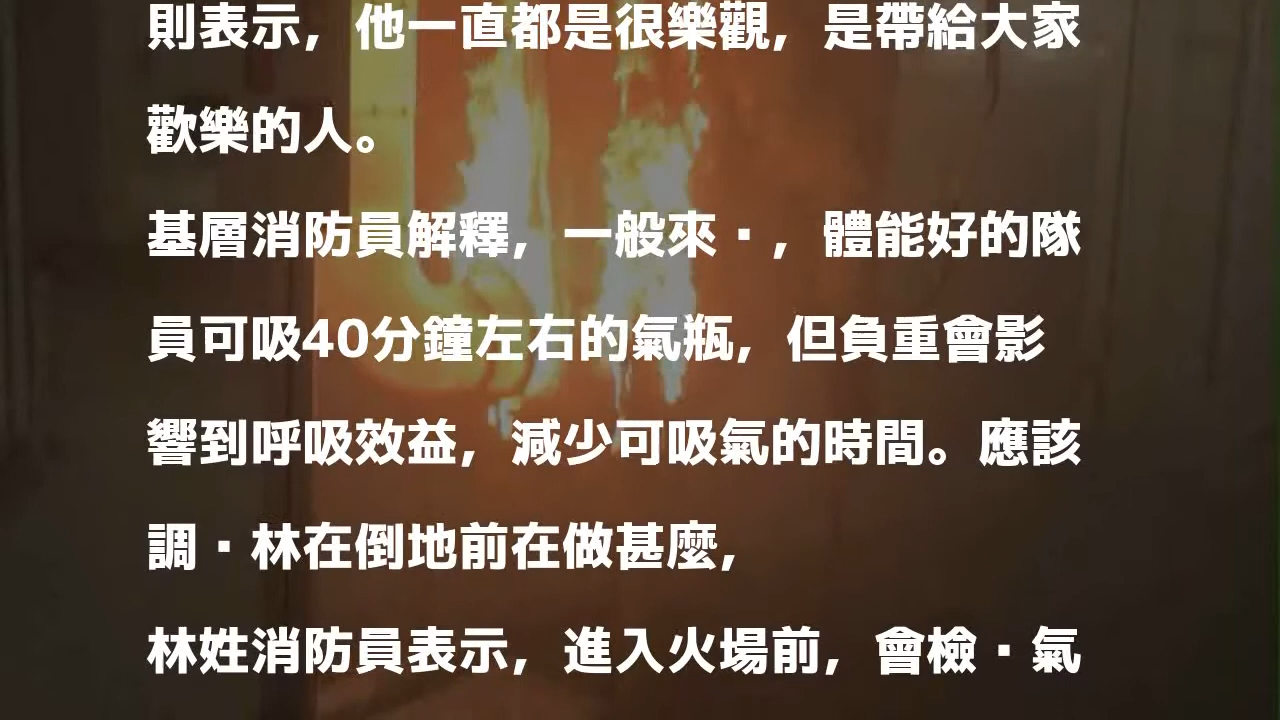 則表示，他一直都是很樂觀，是帶給大家
歡樂的人。
基層消防員解釋，一般來▪，體能好的隊
員可吸40分鐘左右的氣瓶，但負重會影
響到呼吸效益，減少可吸氣的時間。應該
調▪林在倒地前在做甚麼，
林姓消防員表示，進入火場前，會檢▪氣